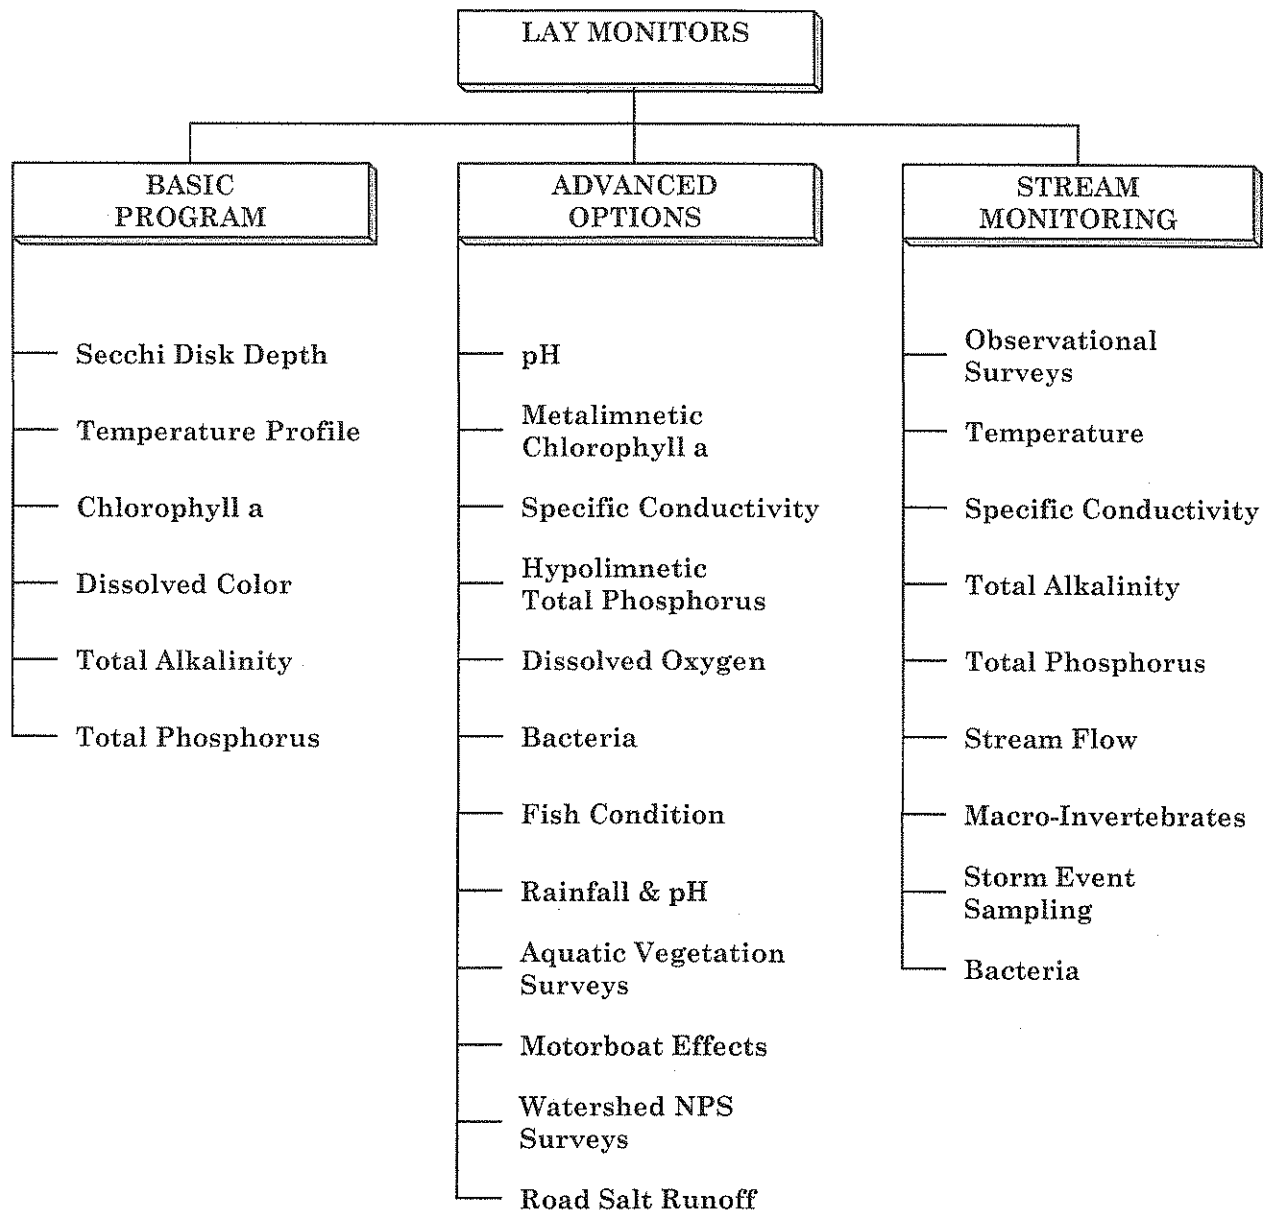 LAY MONITORS
BASIC
PROGRAM
Secchi Disk Depth
Temperature Profile
Chlorophyll a
Dissolved Color
Total Alkalinity
Total Phosphorus
ADVANCED
OPTIONS
pH
Metalimnetic
Chlorophyll a
Specific Conductivity
Hypolimnetic
Total Phosphorus
Dissolved Oxygen
Bacteria
Fish Condition
Rainfall & pH
Aquatic Vegetation
Surveys
Motorboat Effects
Watershed NPS
Surveys
Road Salt Runoff
STREAM
MONITORING
Observational
Surveys
Temperature
Specific Conductivity
Total Alkalinity
Total Phosphorus
Stream Flow
Macro-Invertebrates
Storm Event
Sampling
Bacteria